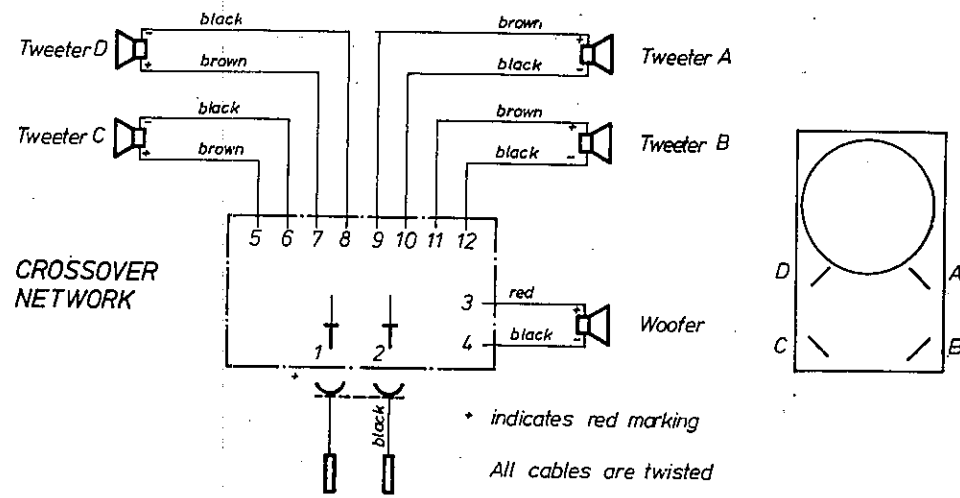 black
-
Tweeter D
+
brown
black
-
Tweeter C
+
brown
brown
+
Tweeter A
black
-
brown
+
Tweeter B
black
-
5 6 7 8 9 10 11 12
CROSSOVER
NETWORK
3 red +
Woofer
4 black -
1 2
+
black
+ indicates red marking
All cables are twisted
D A
C B